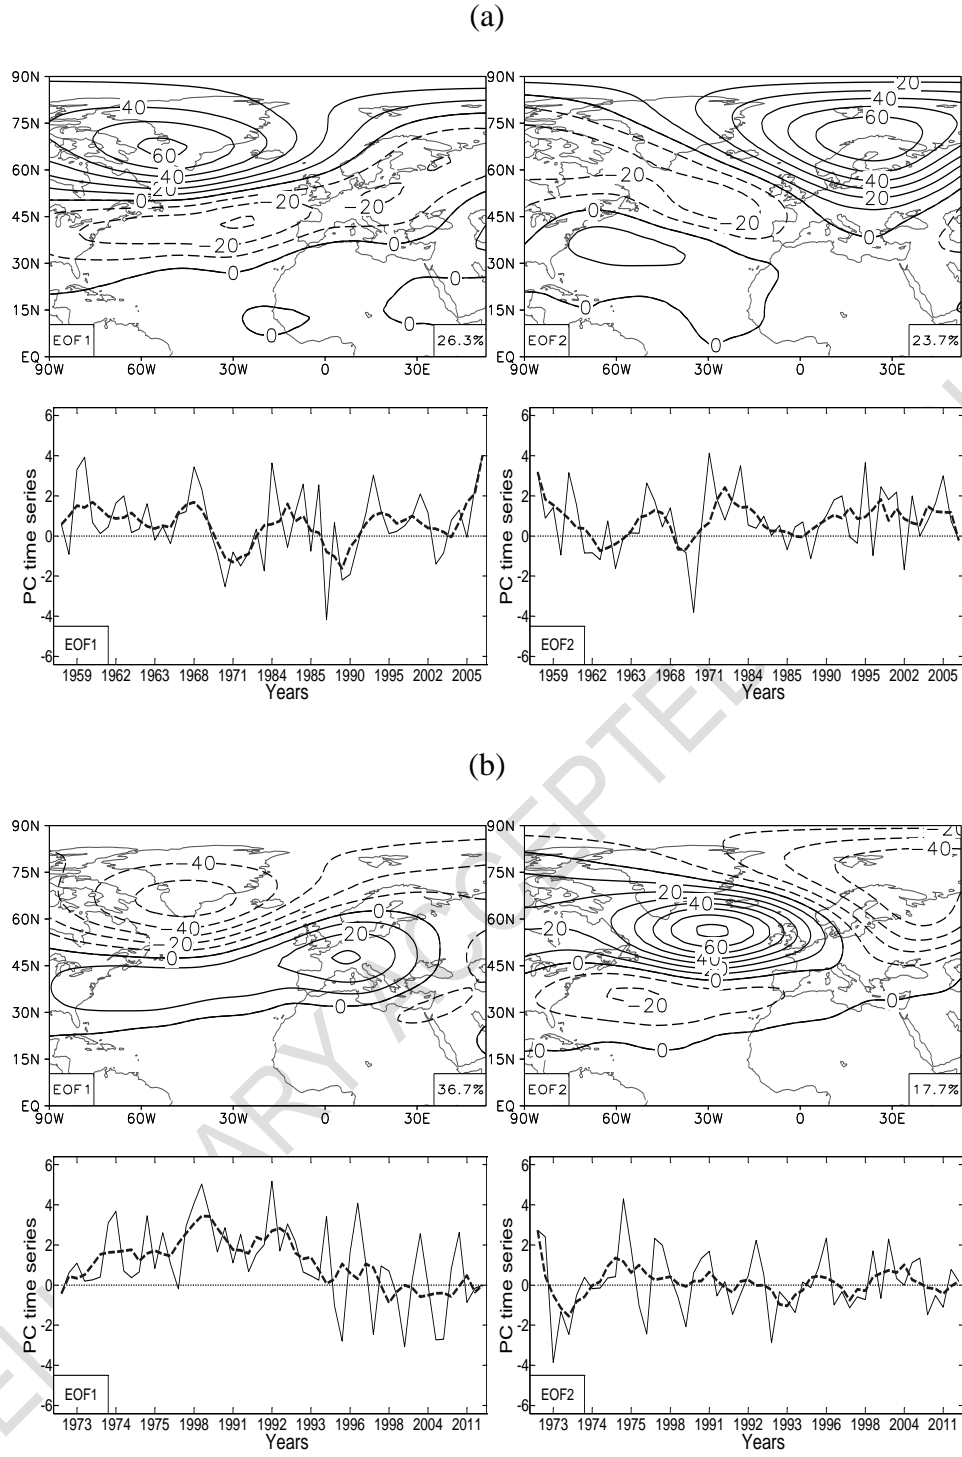 (a)
90N 75N 60N 45N 30N 15N EQ
40 60 40 20 0 -20 -20 -20 0 0 0 0 0
EOF1 26.3%
90W 60W 30W 0 30E
90N 75N 60N 45N 30N 15N EQ
20 40 60 40 20 0 -20 -20 0 0 0
EOF2 23.7%
90W 60W 30W 0 30E
PC time series
6 4 2 0 -2 -4 -6
EOF1
1959 1962 1963 1968 1971 1984 1985 1990 1995 2002 2005
Years
PC time series
6 4 2 0 -2 -4 -6
EOF2
1959 1962 1963 1968 1971 1984 1985 1990 1995 2002 2005
Years
(b)
90N 75N 60N 45N 30N 15N EQ
-40 -40 -20 0 0 20 0
EOF1 36.7%
90W 60W 30W 0 30E
90N 75N 60N 45N 30N 15N EQ
-20 -40 20 40 20 60 40 0 0 -20 0 0 0
EOF2 17.7%
90W 60W 30W 0 30E
PC time series
6 4 2 0 -2 -4 -6
EOF1
1973 1974 1975 1998 1991 1992 1993 1996 1998 2004 2011
Years
PC time series
6 4 2 0 -2 -4 -6
EOF2
1973 1974 1975 1998 1991 1992 1993 1996 1998 2004 2011
Years
ARY ACCEPTED